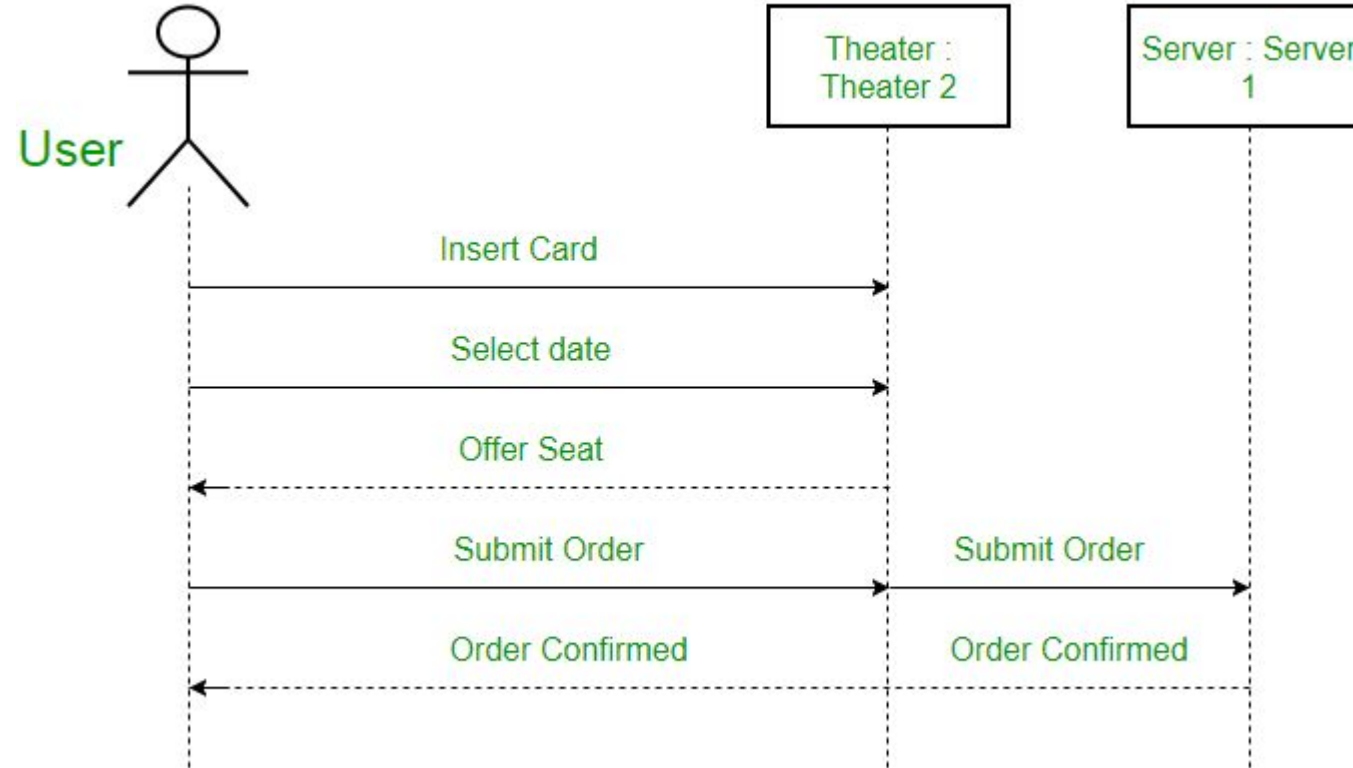 Theater :
Theater 2
Server : Server
1
User
Insert Card
Select date
Offer Seat
Submit Order
Submit Order
Order Confirmed
Order Confirmed